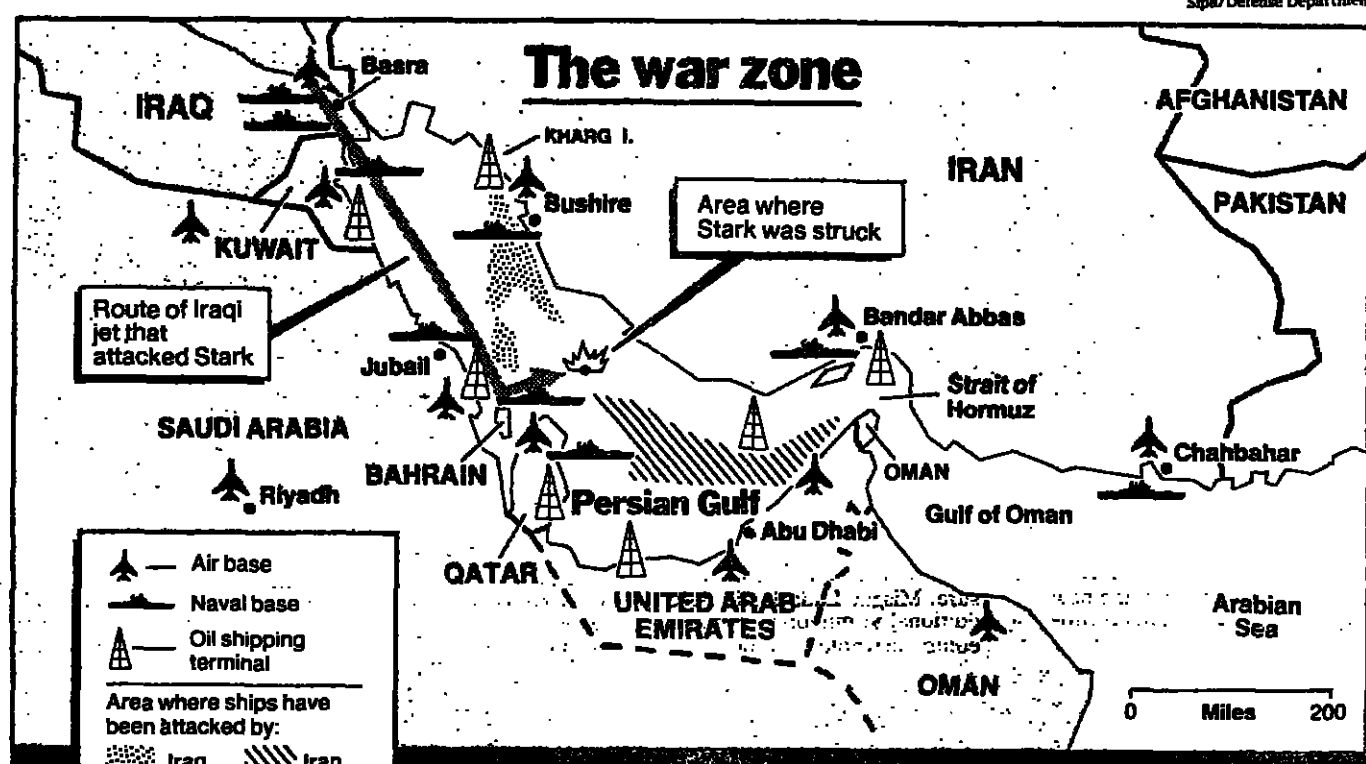 Sipa/Defense Department
The war zone
Basra
IRAQ
AFGHANISTAN
KHARG I.
IRAN
PAKISTAN
Bushire
Area where
Stark was struck
KUWAIT
Route of Iraqi
jet that
attacked Stark
Bandar Abbas
Jubail
Strait of
Hormuz
SAUDI ARABIA
BAHRAIN
OMAN
Chahbahar
Riyadh
Persian Gulf
Gulf of Oman
Abu Dhabi
QATAR
UNITED ARAB
EMIRATES
Arabian
Sea
OMAN
0 Miles 200
Air base
Naval base
Oil shipping
terminal
Area where ships have
been attacked by:
Iraq Iran